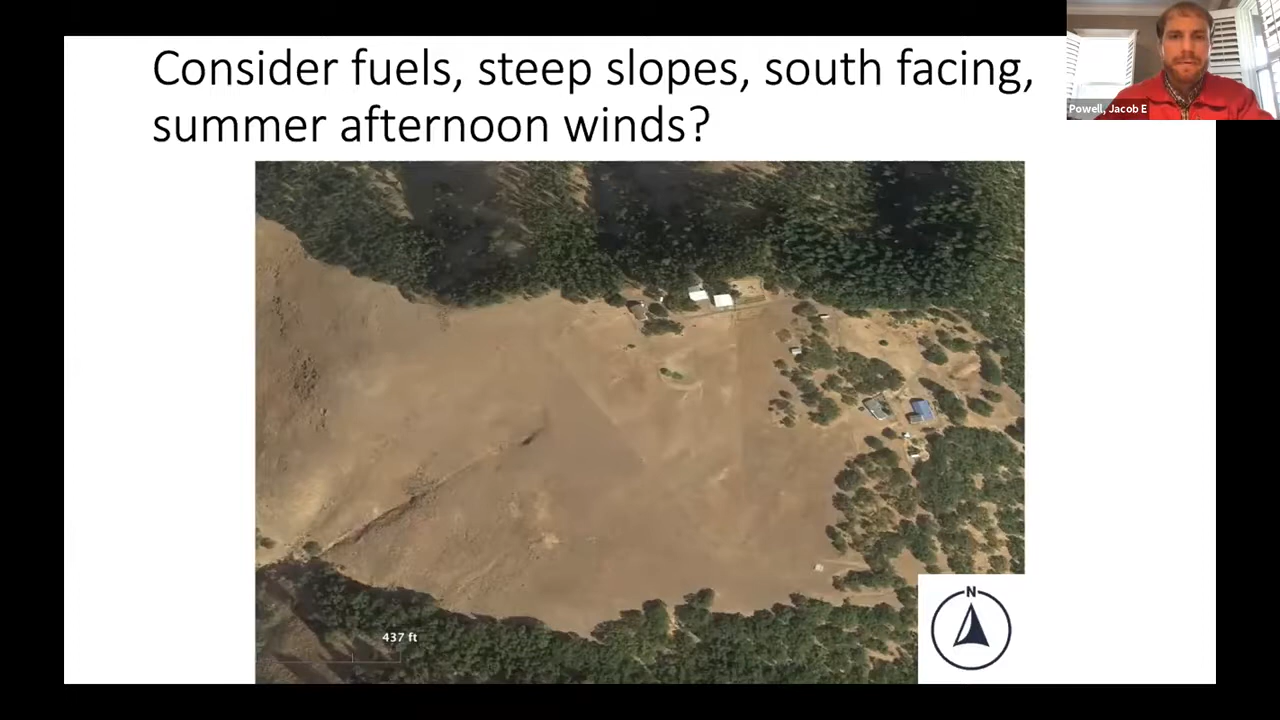 Consider fuels, steep slopes, south facing,
summer afternoon winds?
Powell, Jacob E
N
437 ft